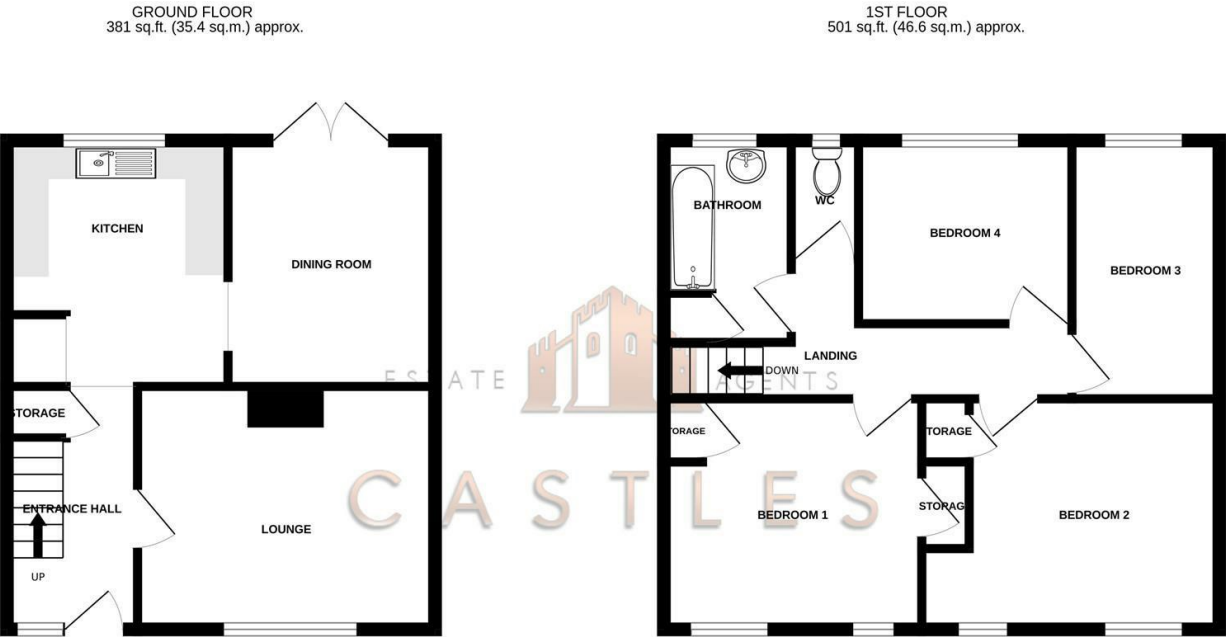 GROUND FLOOR
381 sq.ft. (35.4 sq.m.) approx.
KITCHEN
DINING ROOM
STORAGE
ENTRANCE HALL
LOUNGE
UP
1ST FLOOR
501 sq.ft. (46.6 sq.m.) approx.
BATHROOM
WC
BEDROOM 4
BEDROOM 3
LANDING
DOWN
TORAGE
TORAGE
STORAG
BEDROOM 1
BEDROOM 2
ESTATE AGENTS
CASTLES